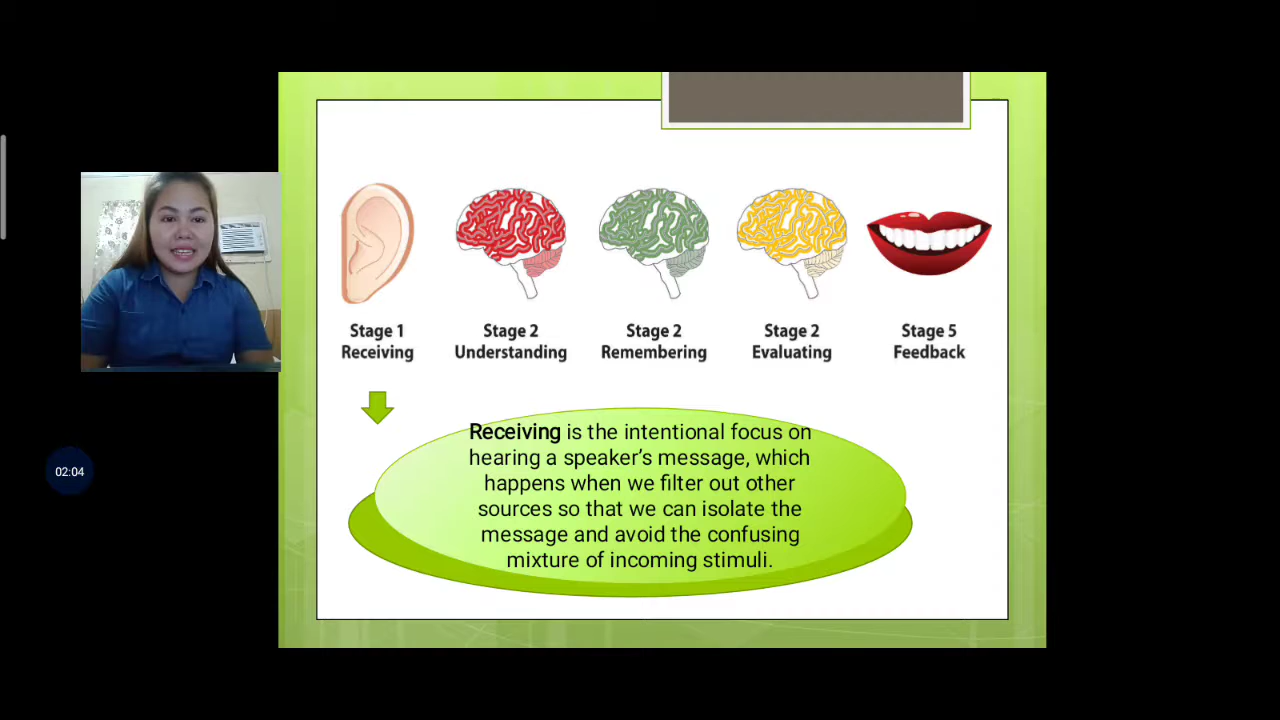 Stage 1
Receiving
Stage 2
Understanding
Stage 2
Remembering
Stage 2
Evaluating
Stage 5
Feedback
Receiving is the intentional focus on
hearing a speaker's message, which
happens when we filter out other
sources so that we can isolate the
message and avoid the confusing
mixture of incoming stimuli.
02:04